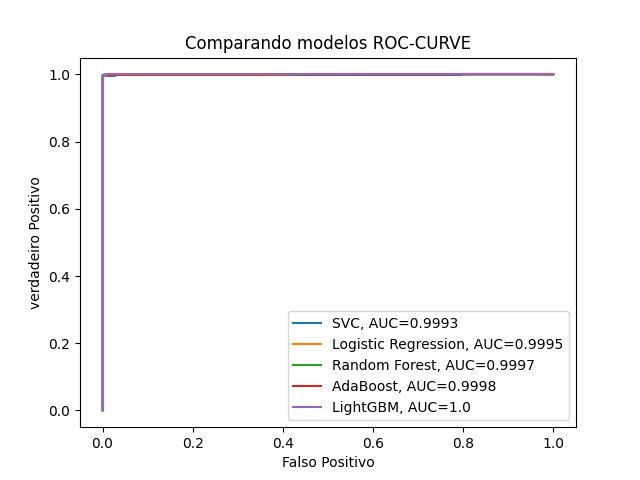 Comparando modelos ROC-CURVE
1.0
0.8
0.6
0.4
0.2
0.0
verdadeiro Positivo
SVC, AUC=0.9993
Logistic Regression, AUC=0.9995
Random Forest, AUC=0.9997
AdaBoost, AUC=0.9998
LightGBM, AUC=1.0
0.0 0.2 0.4 0.6 0.8 1.0
Falso Positivo